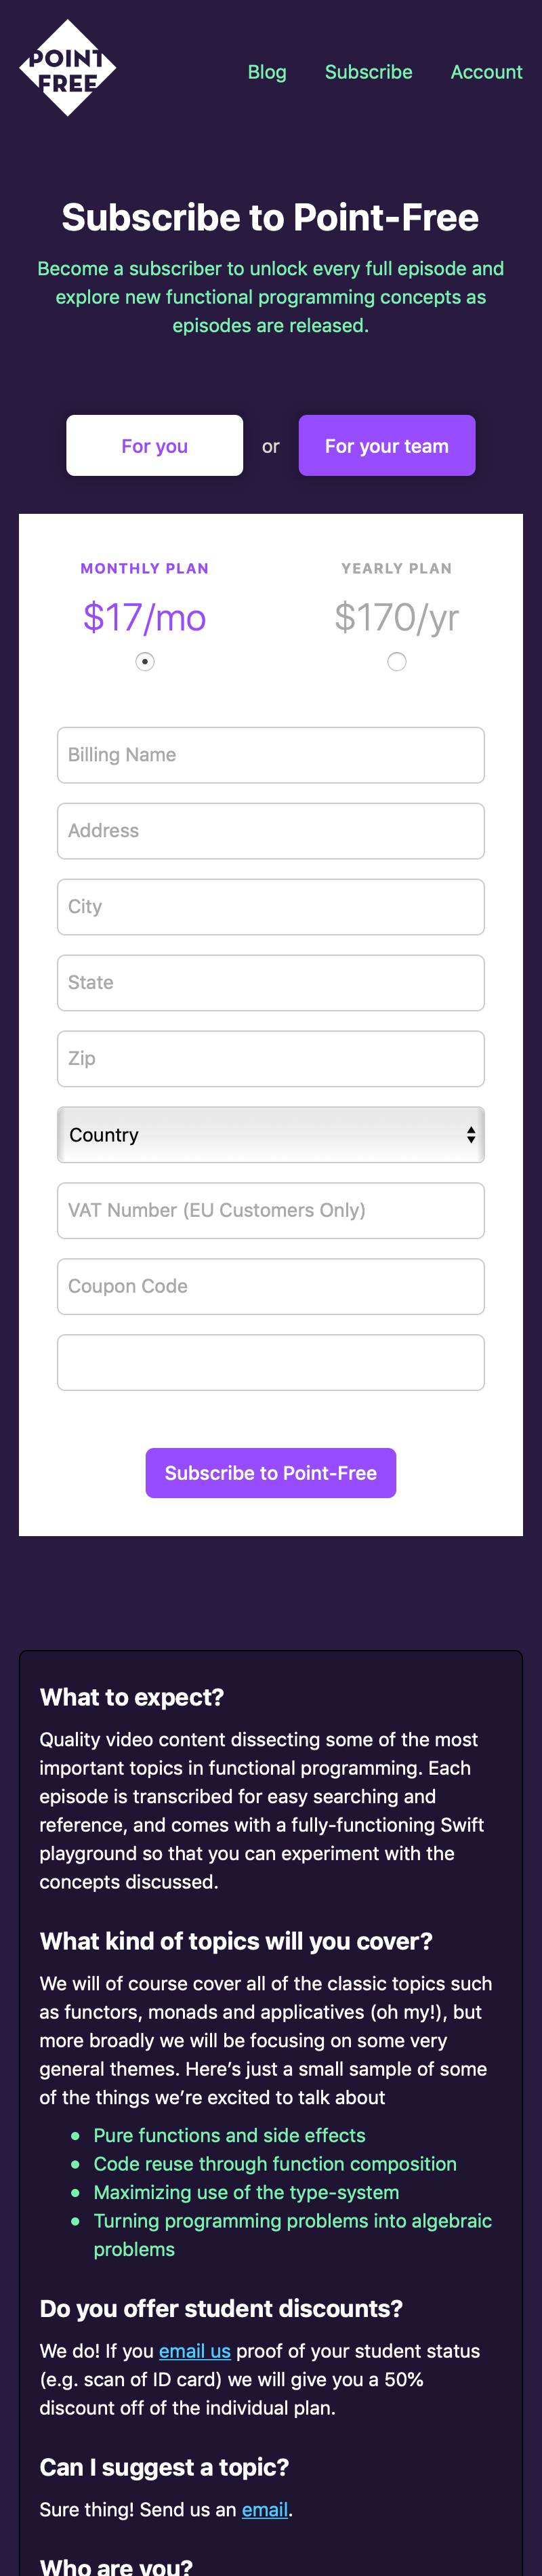 POINT
FREE
Blog
Subscribe
Account
Subscribe to Point-Free
Become a subscriber to unlock every full episode and
explore new functional programming concepts as
episodes are released.
For you
or
For your team
MONTHLY PLAN
$17/mo
YEARLY PLAN
$170/yr
Billing Name
Address
City
State
Zip
Country
VAT Number (EU Customers Only)
Coupon Code
Subscribe to Point-Free
What to expect?
Quality video content dissecting some of the most
important topics in functional programming. Each
episode is transcribed for easy searching and
reference, and comes with a fully-functioning Swift
playground so that you can experiment with the
concepts discussed.
What kind of topics will you cover?
We will of course cover all of the classic topics such
as functors, monads and applicatives (oh my!), but
more broadly we will be focusing on some very
general themes. Here’s just a small sample of some
of the things we’re excited to talk about
Pure functions and side effects
Code reuse through function composition
Maximizing use of the type-system
Turning programming problems into algebraic
problems
Do you offer student discounts?
We do! If you email us proof of your student status
(e.g. scan of ID card) we will give you a 50%
discount off of the individual plan.
Can I suggest a topic?
Sure thing! Send us an email.
Who are you?